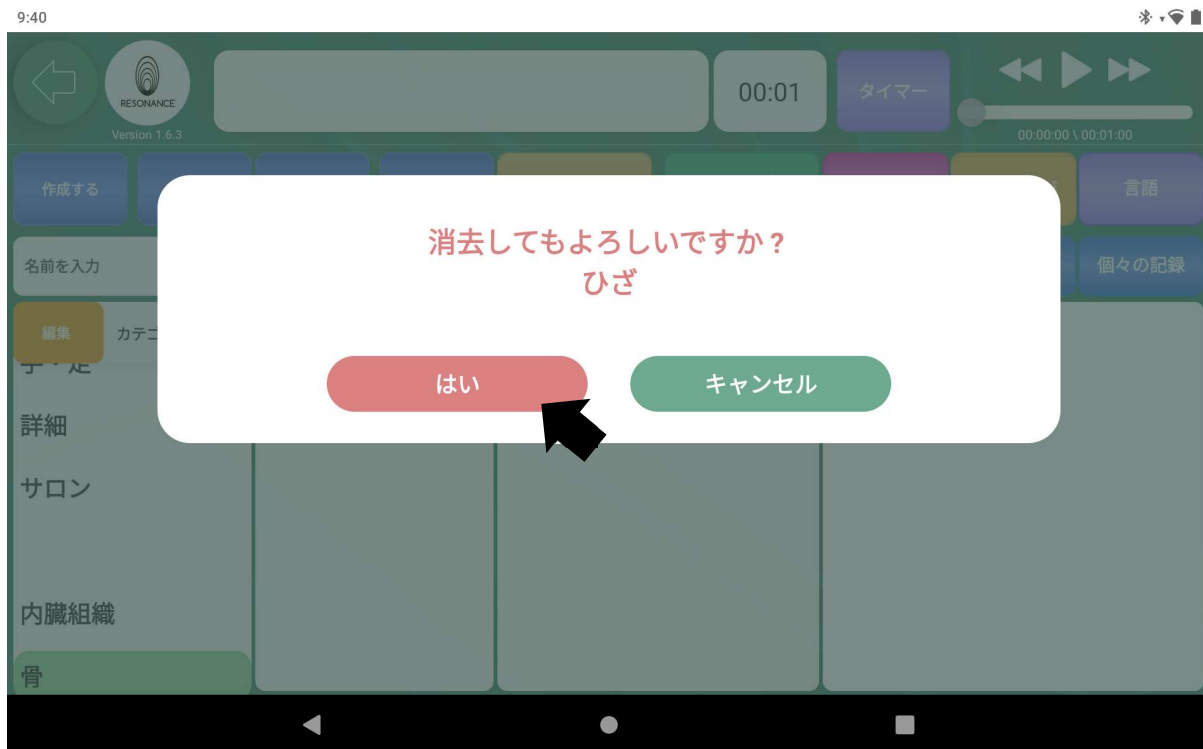 9:40
RESONANCE
Version 1.6.3
00:01
タイマー
00:00:00 \ 00:01:00
作成する
言語
名前を入力
個々の記録
消去してもよろしいですか?
ひざ
はい
キャンセル
編集
カテゴ
手・足
詳細
サロン
内臓組織
骨